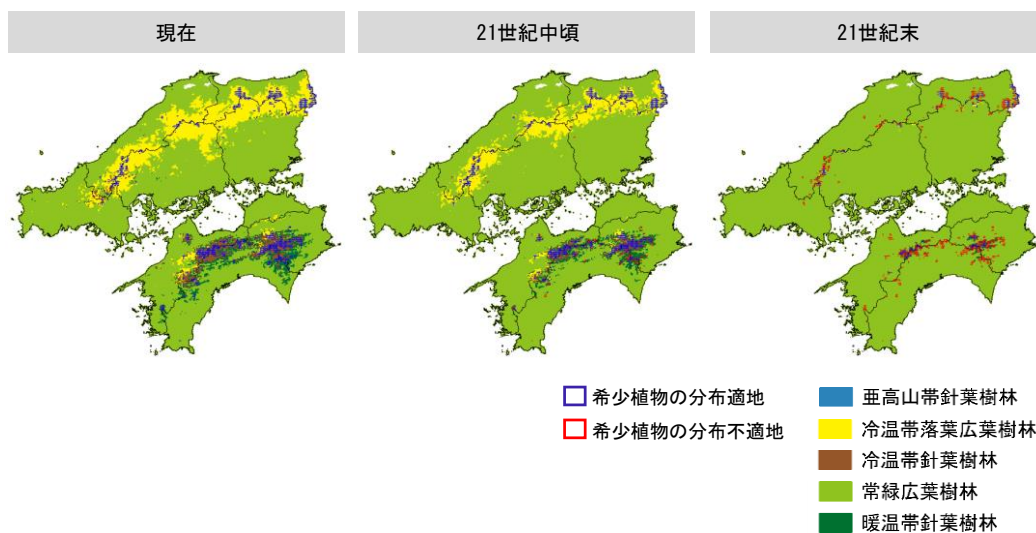 現在
21世紀中頃
21世紀末
希少植物の分布適地
希少植物の分布不適地
亜高山帯針葉樹林
冷温帯落葉広葉樹林
冷温帯針葉樹林
常緑広葉樹林
暖温帯針葉樹林